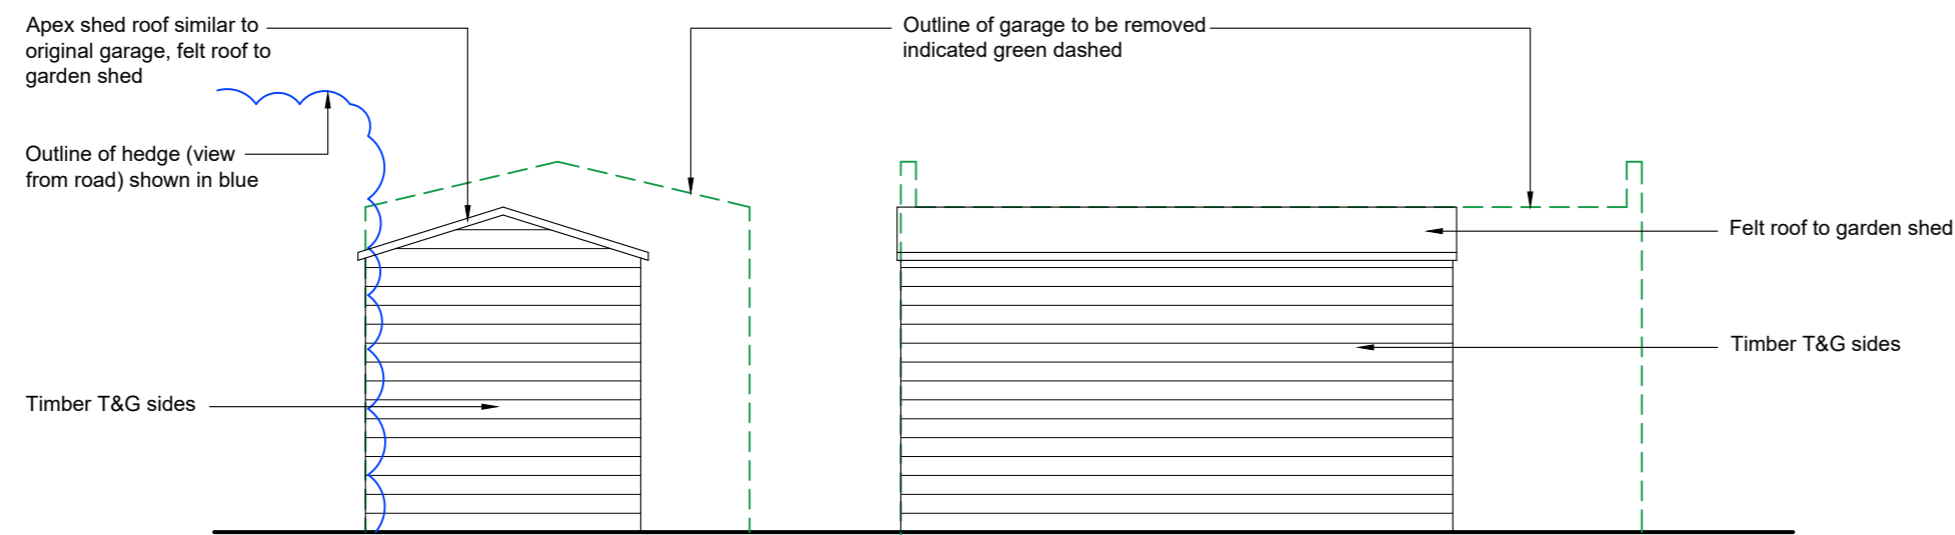 Apex shed roof similar to
original garage, felt roof to
garden shed
Outline of hedge (view
from road) shown in blue
Timber T&G sides
Outline of garage to be removed
indicated green dashed
Felt roof to garden shed
Timber T&G sides